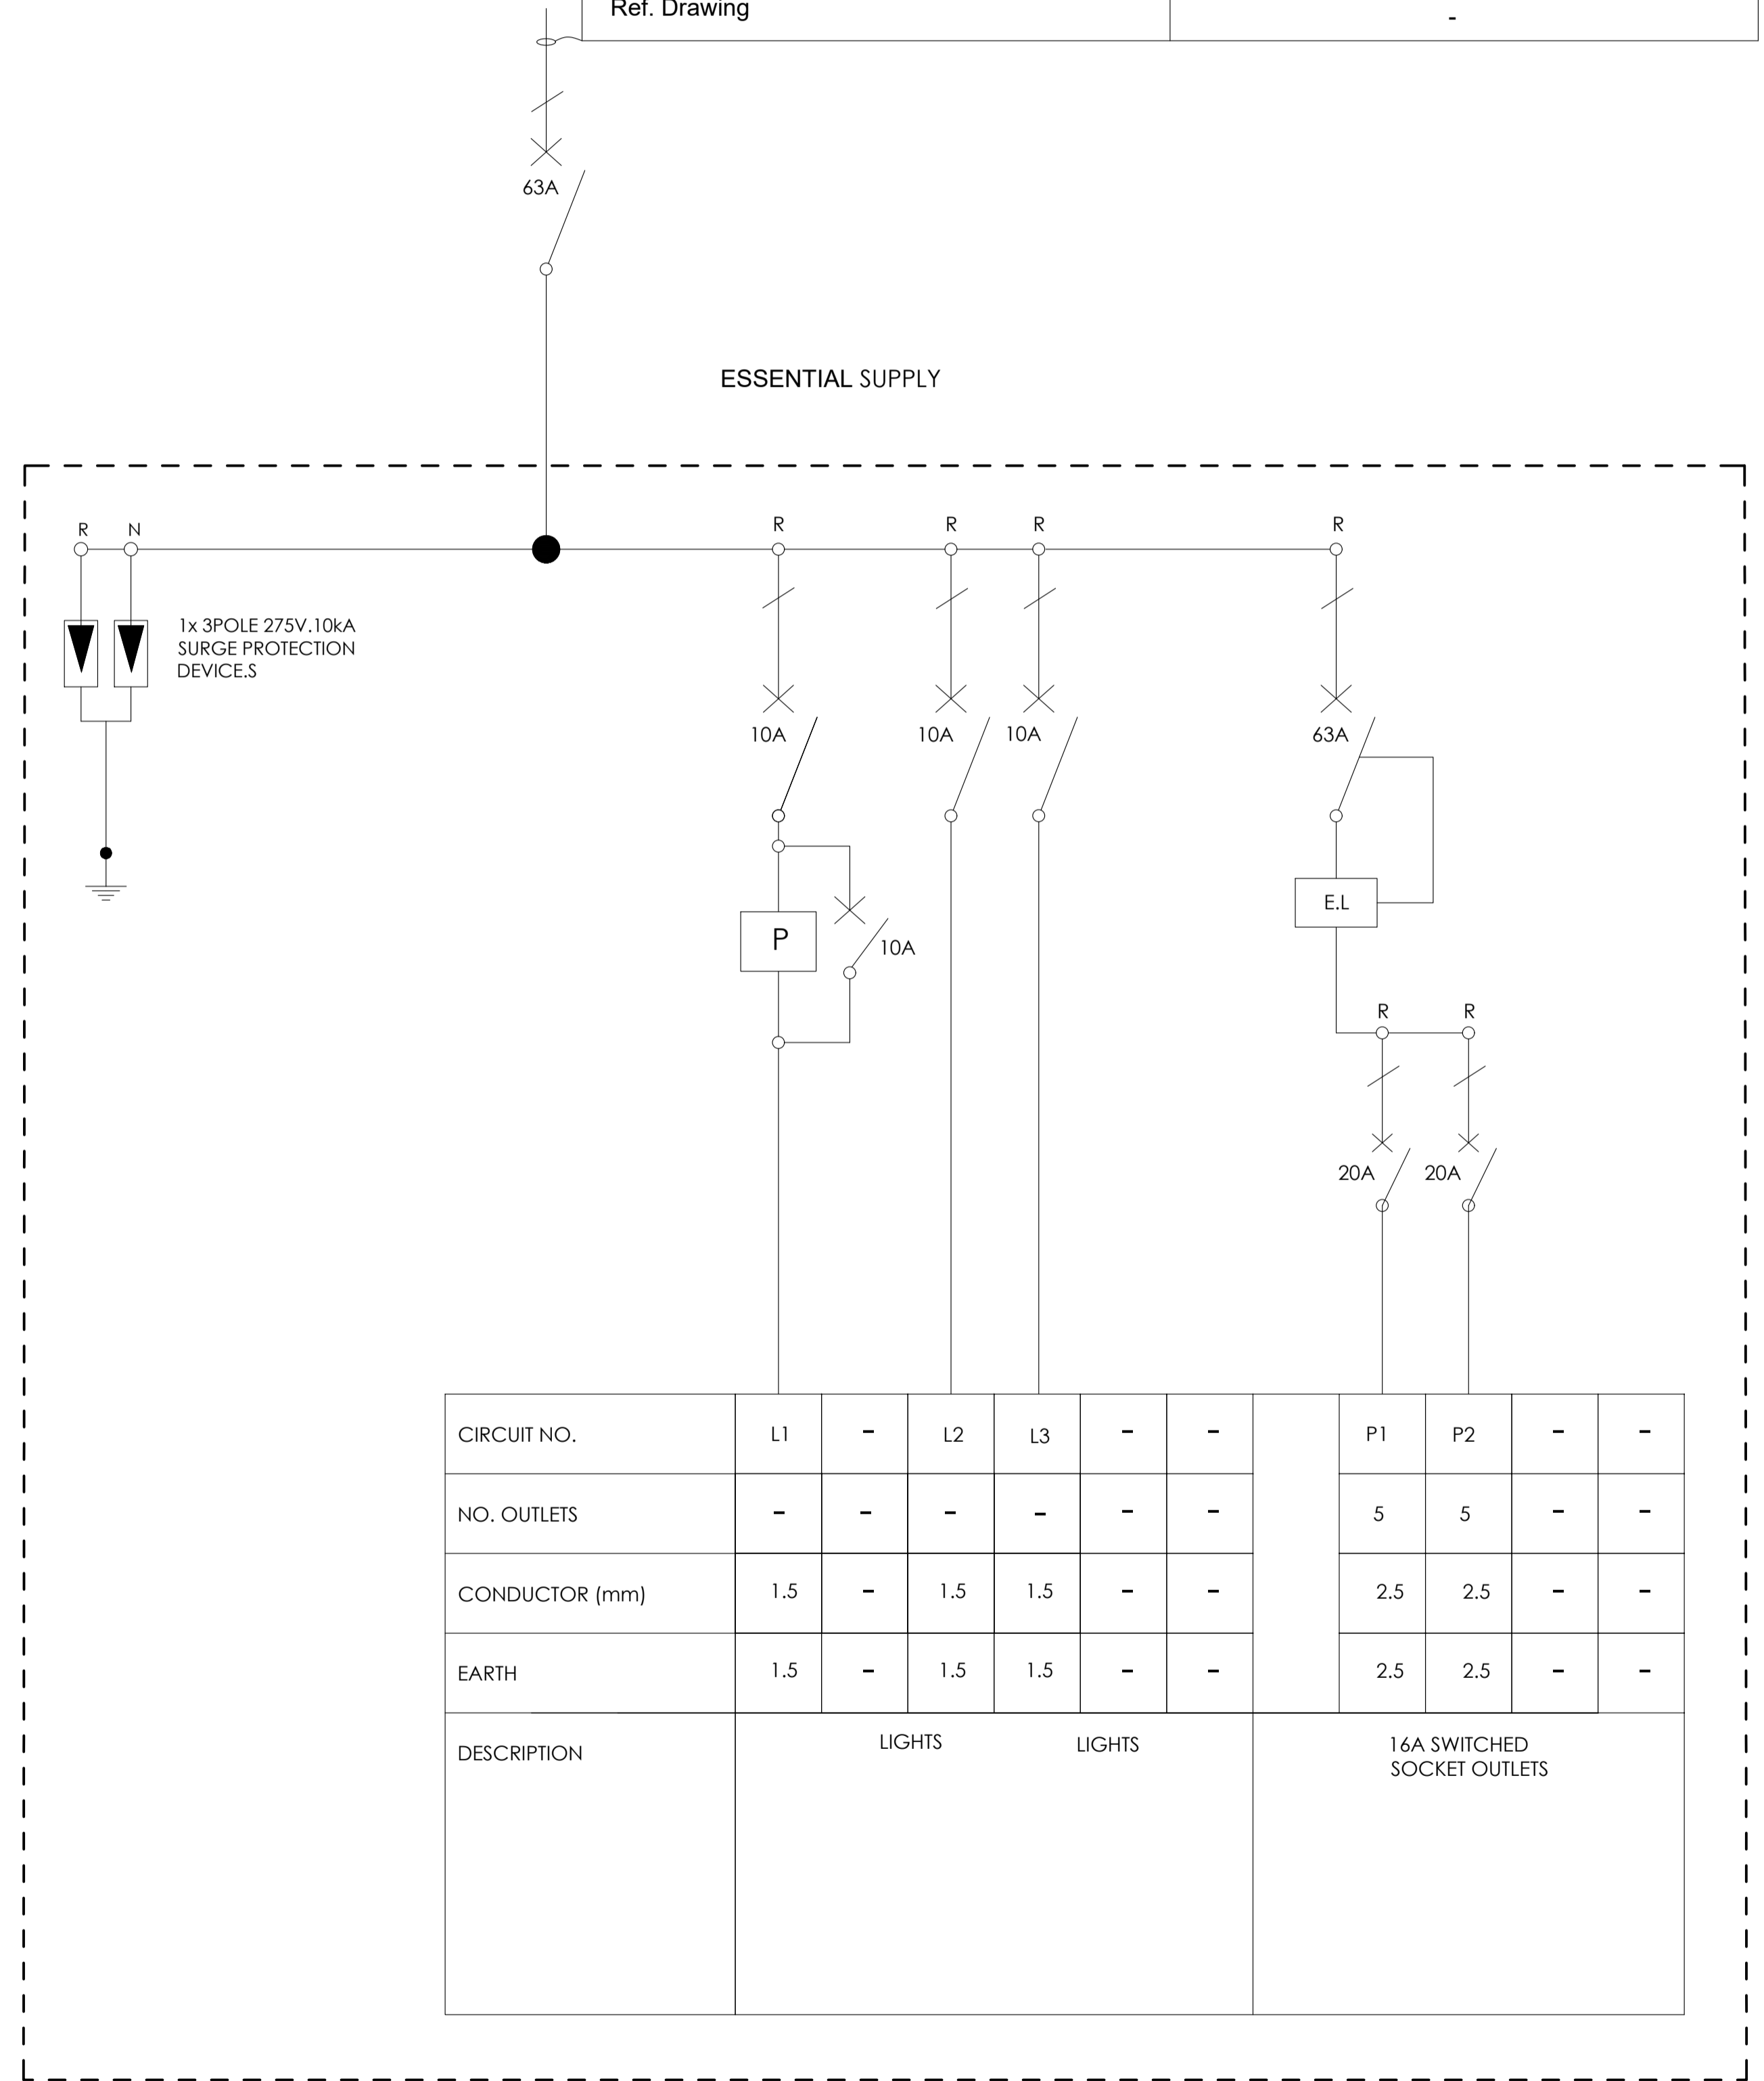 Ref. Drawing -
63A
ESSENTIAL SUPPLY
R N R R R R
1x 3POLE 275V.10kA
SURGE PROTECTION
DEVICE.S
10A 10A 10A 63A
E.L
P
10A
R R
20A 20A
CIRCUIT NO. L1 - L2 L3 - - P1 P2 - -
NO. OUTLETS - - - - - - 5 5 - -
CONDUCTOR (mm) 1.5 - 1.5 1.5 - - 2.5 2.5 - -
EARTH 1.5 - 1.5 1.5 - - 2.5 2.5 - -
DESCRIPTION LIGHTS LIGHTS 16A SWITCHED
SOCKET OUTLETS